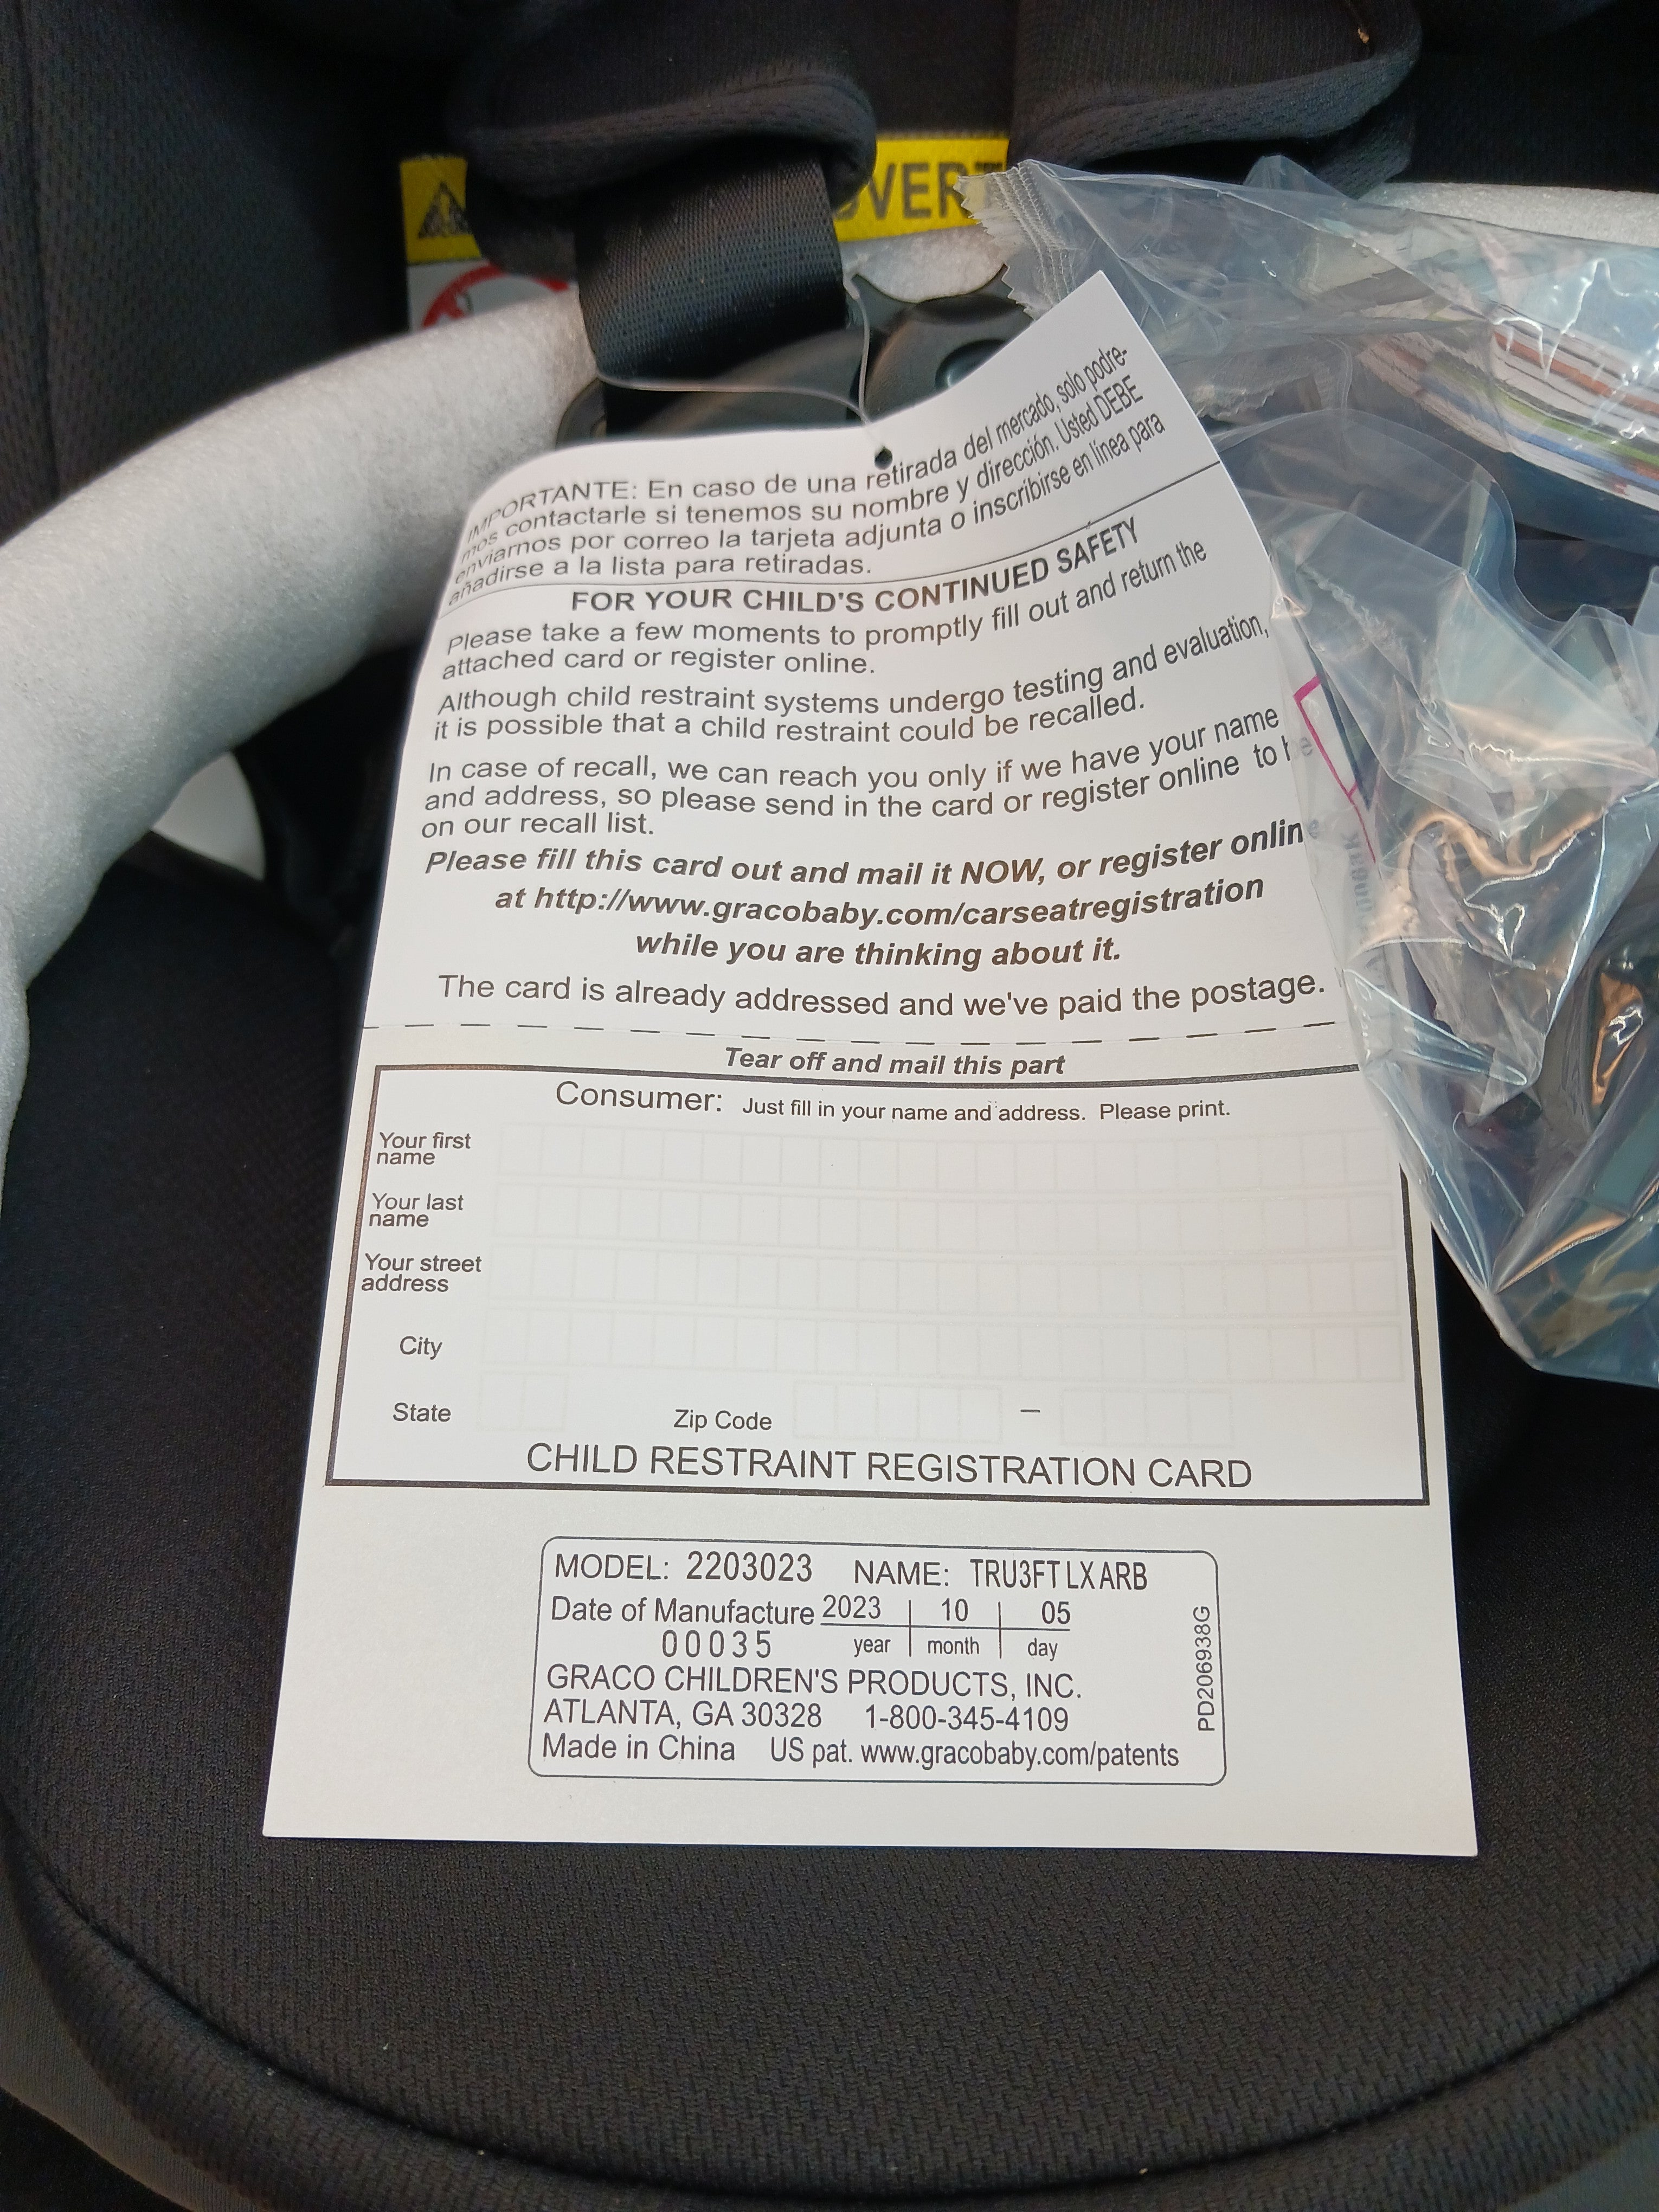 VERT
IMPORTANTE: En caso de una retirada del mercado, solo podre-
mos contactarle si tenemos su nombre y dirección. Usted DEBE
enviarnos por correo la tarjeta adjunta o inscribirse en línea para
añadirse a la lista para retiradas.
FOR YOUR CHILD'S CONTINUED SAFETY
Please take a few moments to promptly fill out and return the
attached card or register online.
Although child restraint systems undergo testing and evaluation,
it is possible that a child restraint could be recalled.
In case of recall, we can reach you only if we have your name
and address, so please send in the card or register online to be
on our recall list.
Please fill this card out and mail it NOW, or register online
at http://www.gracobaby.com/carseatregistration
while you are thinking about it.
The card is already addressed and we've paid the postage.
Tear off and mail this part
Consumer: Just fill in your name and address. Please print.
Your first
name
Your last
name
Your street
address
City
State Zip Code –
CHILD RESTRAINT REGISTRATION CARD
MODEL: 2203023 NAME: TRU3FT LX ARB
Date of Manufacture 2023 | 10 | 05
00035 year | month | day
GRACO CHILDREN'S PRODUCTS, INC.
ATLANTA, GA 30328 1-800-345-4109
Made in China US pat. www.gracobaby.com/patents
PD206938G